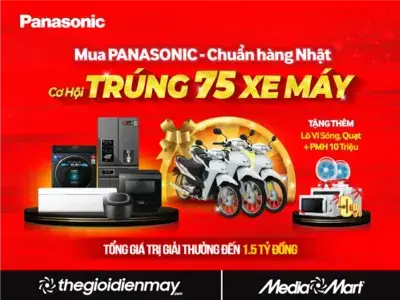 Panasonic
Mua PANASONIC - Chuẩn hàng Nhật
Cơ Hội TRÚNG 75 XE MÁY
TẶNG THÊM
Lò Vi Sóng, Quạt
+ PMH 10 Triệu
TỔNG GIÁ TRỊ GIẢI THƯỞNG ĐẾN 1.5 TỶ ĐỒNG
thegioidienmay.com
MediaMart